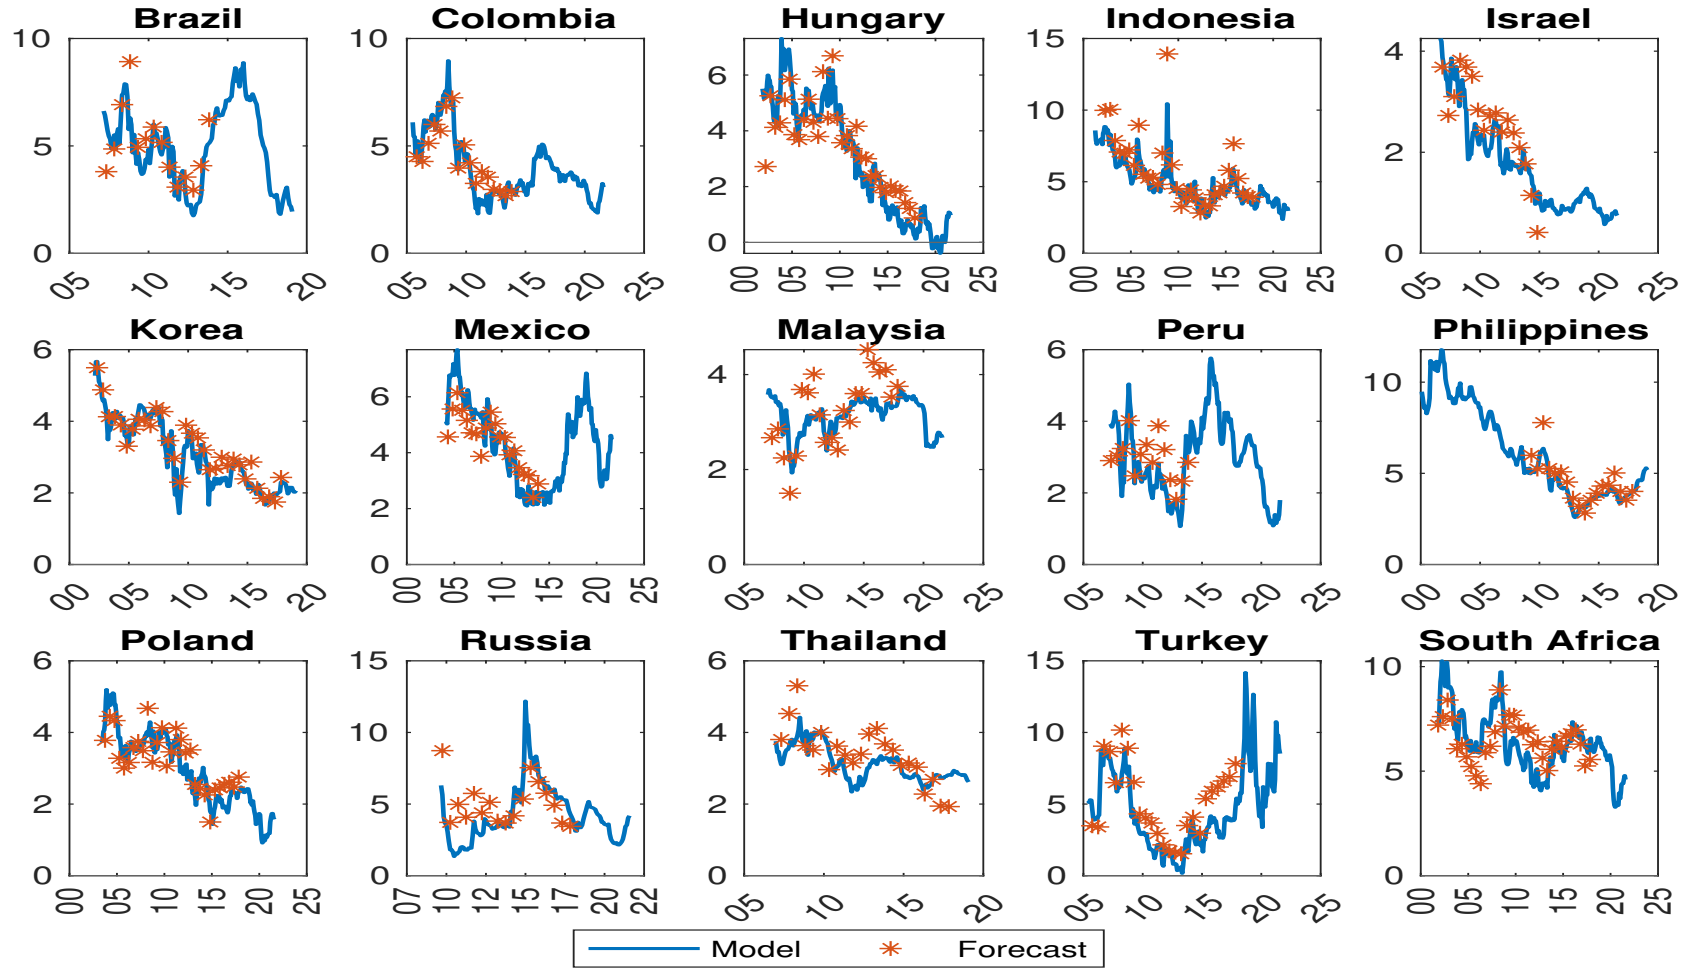 Brazil Colombia Hungary Indonesia Israel
10 5 0 05 10 15 20
10 5 0 05 10 15 20 25
6 4 2 0 00 05 10 15 20 25
15 10 5 0 00 05 10 15 20 25
4 2 0 05 10 15 20 25
Korea Mexico Malaysia Peru Philippines
6 4 2 0 00 05 10 15 20
6 4 2 0 00 05 10 15 20 25
4 2 0 05 10 15 20 25
6 4 2 0 05 10 15 20 25
10 5 0 00 05 10 15 20
Poland Russia Thailand Turkey South Africa
6 4 2 0 00 05 10 15 20 25
15 10 5 0 07 10 12 15 17 20 22
6 4 2 0 05 10 15 20
15 10 5 0 05 10 15 20 25
10 5 0 00 05 10 15 20 25
Model Forecast